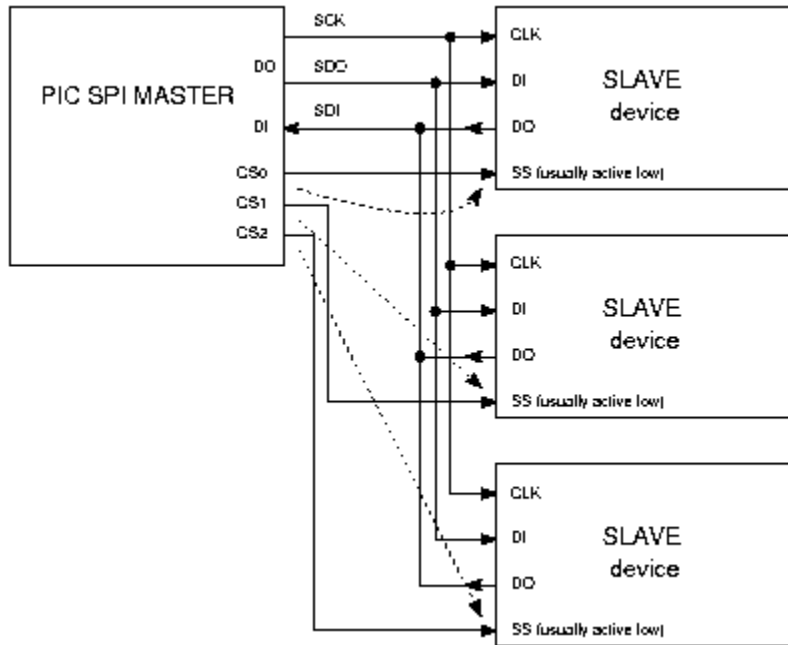 SCK
CLK
DO
SDO
DI
SLAVE
device
PIC SPI MASTER
SDI
DI
DO
CS0
SS (usually active low)
CS1
CS2
CLK
DI
SLAVE
device
DO
SS (usually active low)
CLK
DI
SLAVE
device
DO
SS (usually active low)